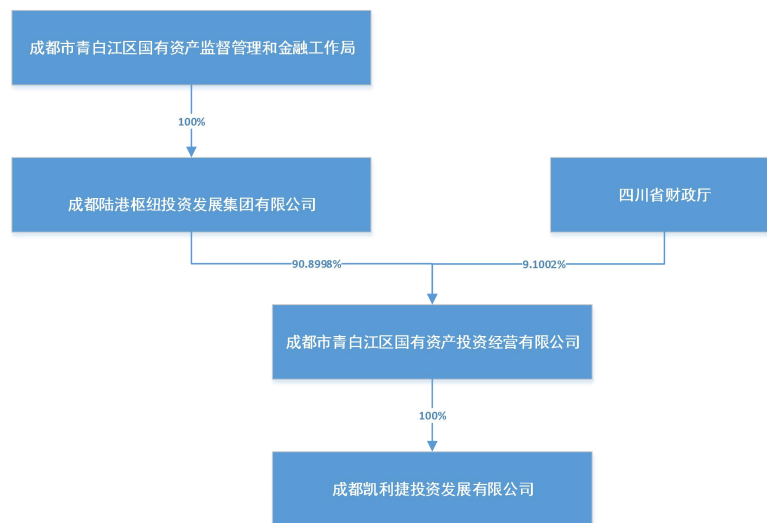 成都市青白江区国有资产监督管理和金融工作局
100%
成都陆港枢纽投资发展集团有限公司
四川省财政厅
90.8998%
9.1002%
成都市青白江区国有资产投资经营有限公司
100%
成都凯利捷投资发展有限公司